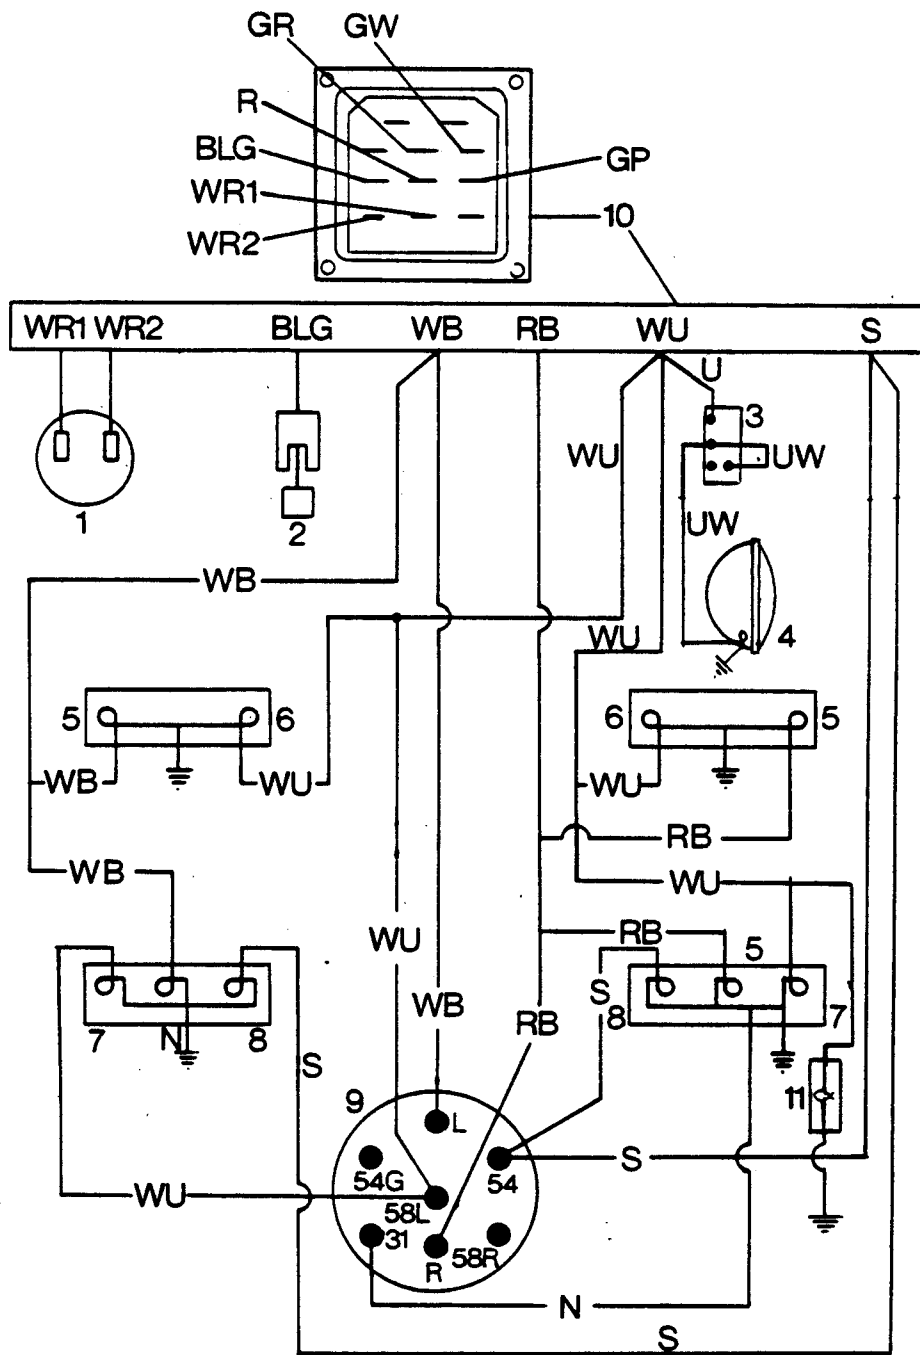 GR GW
R
BLG GP
WR1
WR2 10
WR1 WR2 BLG WB RB WU S
U
3
WU UW
1 2
UW
WB
WU 4
5 6 6 5
WB WU WU
RB
WB WU
WU RB 5
S
WB
7 N 8 8 7
RB
S
9 11
L
54G 54 S
WU 58L
31 58R
R
N
S